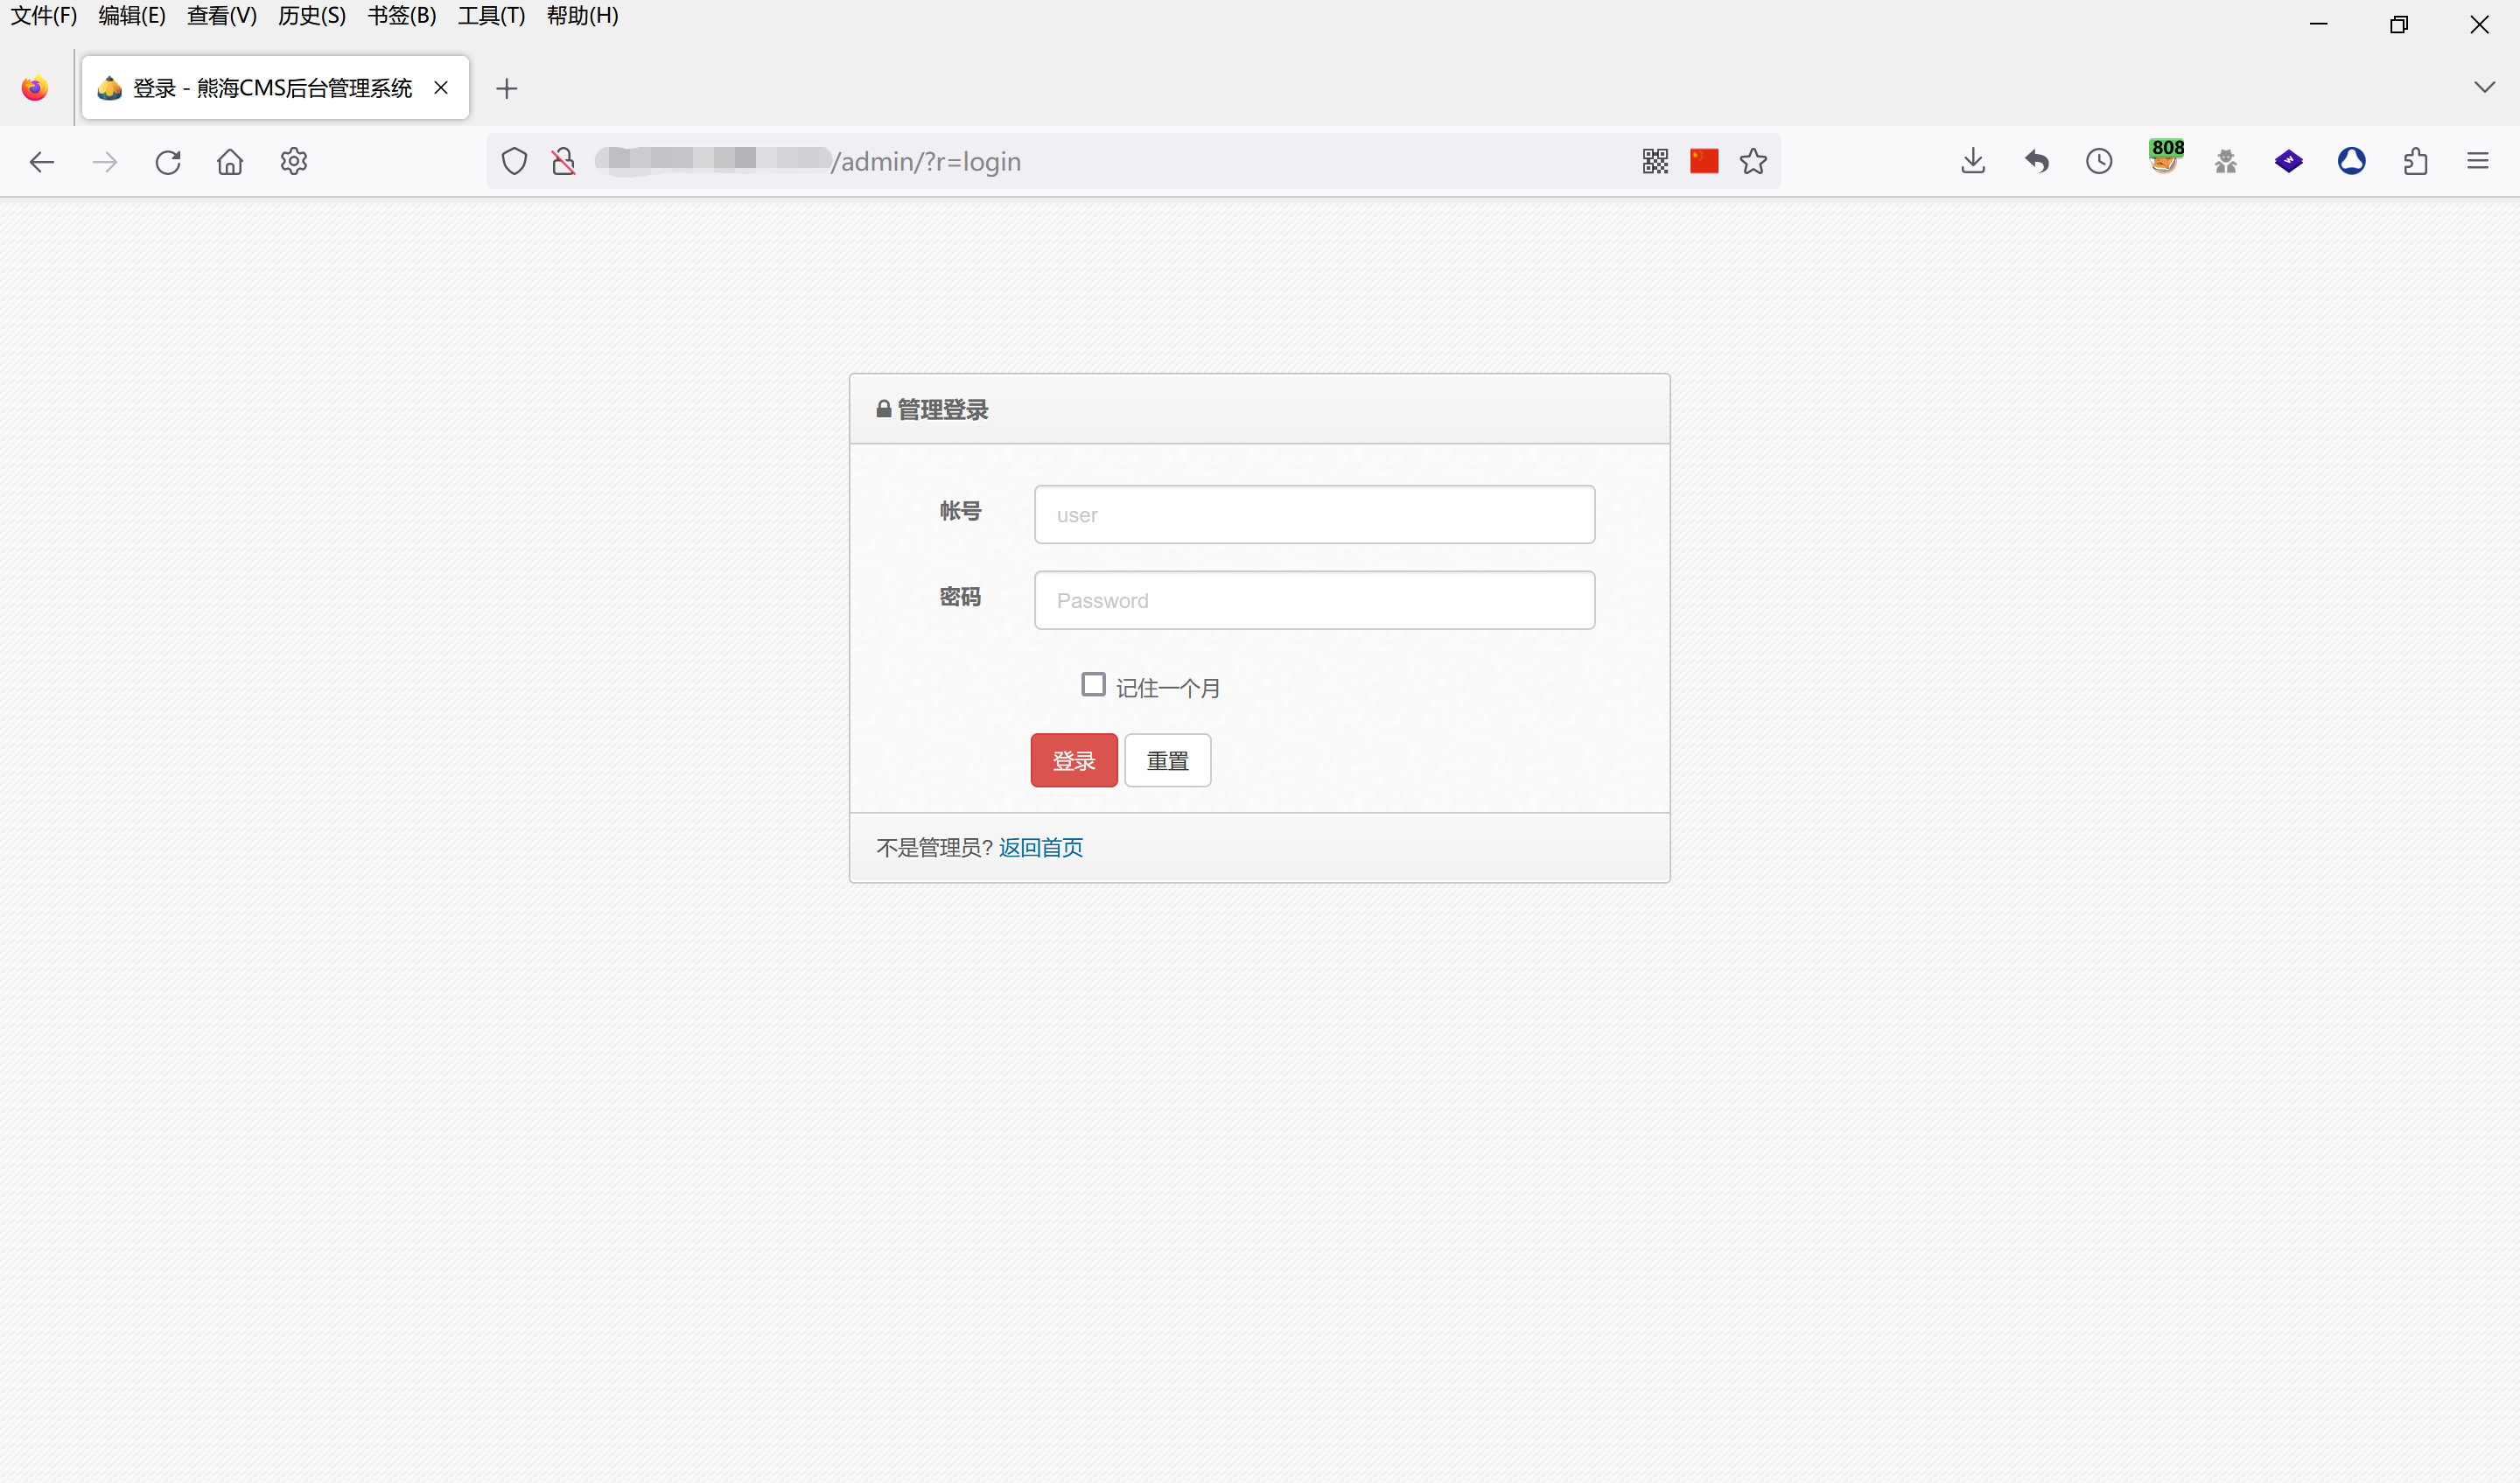 文件(F) 编辑(E) 查看(V) 历史(S) 书签(B) 工具(T) 帮助(H)
登录 - 熊海CMS后台管理系统
/admin/?r=login
808
管理登录
帐号 user
密码 Password
记住一个月
登录 重置
不是管理员? 返回首页